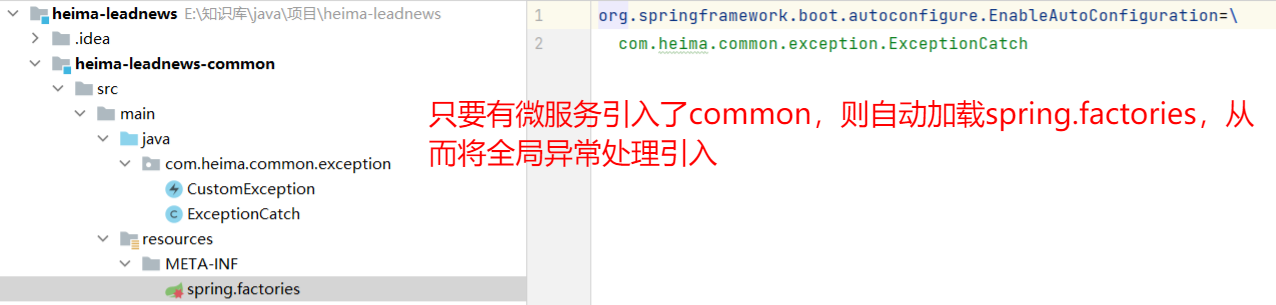 heima-leadnews E:\知识库\java\项目\heima-leadnews
.idea
heima-leadnews-common
src
main
java
com.heima.common.exception
CustomException
ExceptionCatch
resources
META-INF
spring.factories
1 org.springframework.boot.autoconfigure.EnableAutoConfiguration=\
2 com.heima.common.exception.ExceptionCatch
只要有微服务引入了common，则自动加载spring.factories，从
而将全局异常处理引入